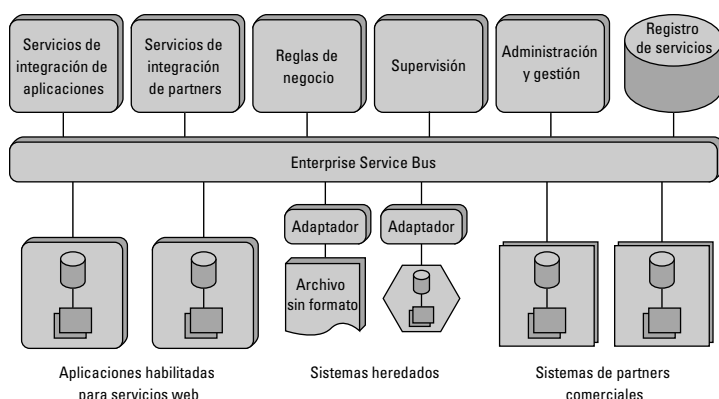 Servicios de
integración de
aplicaciones
Servicios de
integración
de partners
Reglas de
negocio
Supervisión
Administración
y gestión
Registro
de servicios
Enterprise Service Bus
Adaptador
Adaptador
Archivo
sin formato
Aplicaciones habilitadas
para servicios web
Sistemas heredados
Sistemas de partners
comerciales